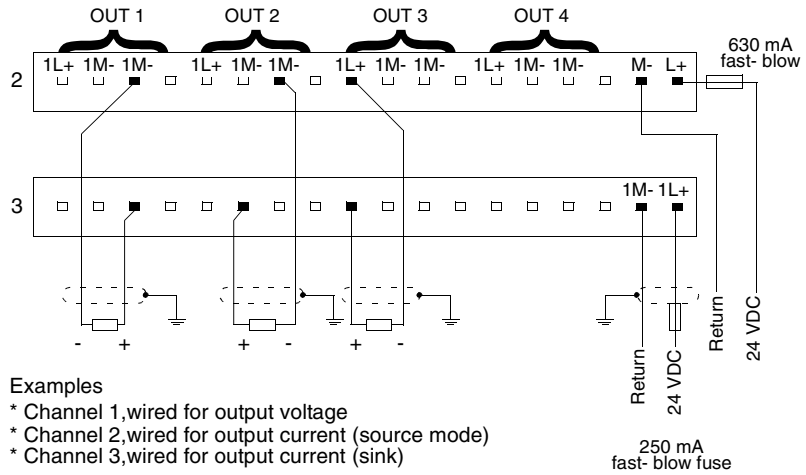 OUT 1 OUT 2 OUT 3 OUT 4
630 mA
fast- blow
1L+ 1M- 1M- 1L+ 1M- 1M- 1L+ 1M- 1M- 1L+ 1M- 1M- M- L+
2
1M- 1L+
3
- + + - + -
Return
24 VDC
Return
24 VDC
Examples
* Channel 1,wired for output voltage
* Channel 2,wired for output current (source mode)
* Channel 3,wired for output current (sink)
250 mA
fast- blow fuse